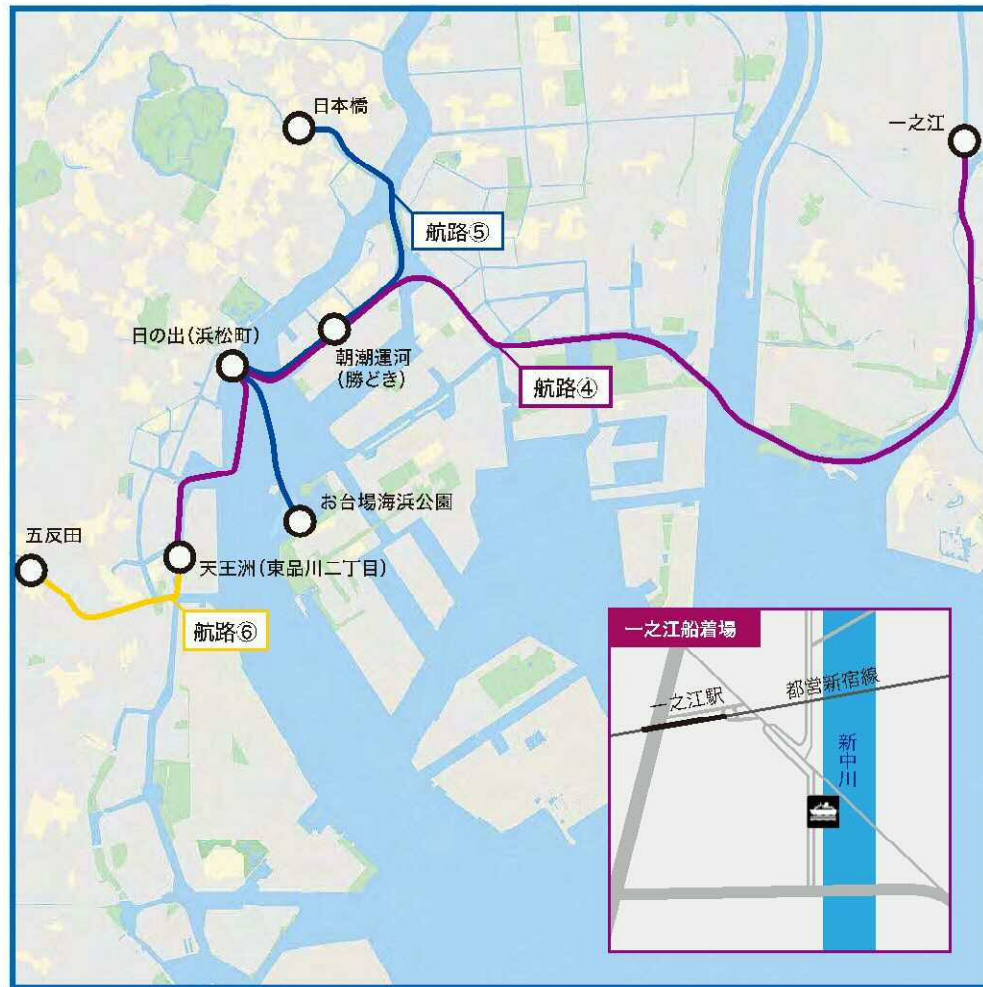 日本橋
一之江
航路⑤
日の出(浜松町)
朝潮運河
(勝どき)
航路④
お台場海浜公園
五反田
天王洲(東品川二丁目)
航路⑥
一之江船着場
一之江駅
都営新宿線
新中川